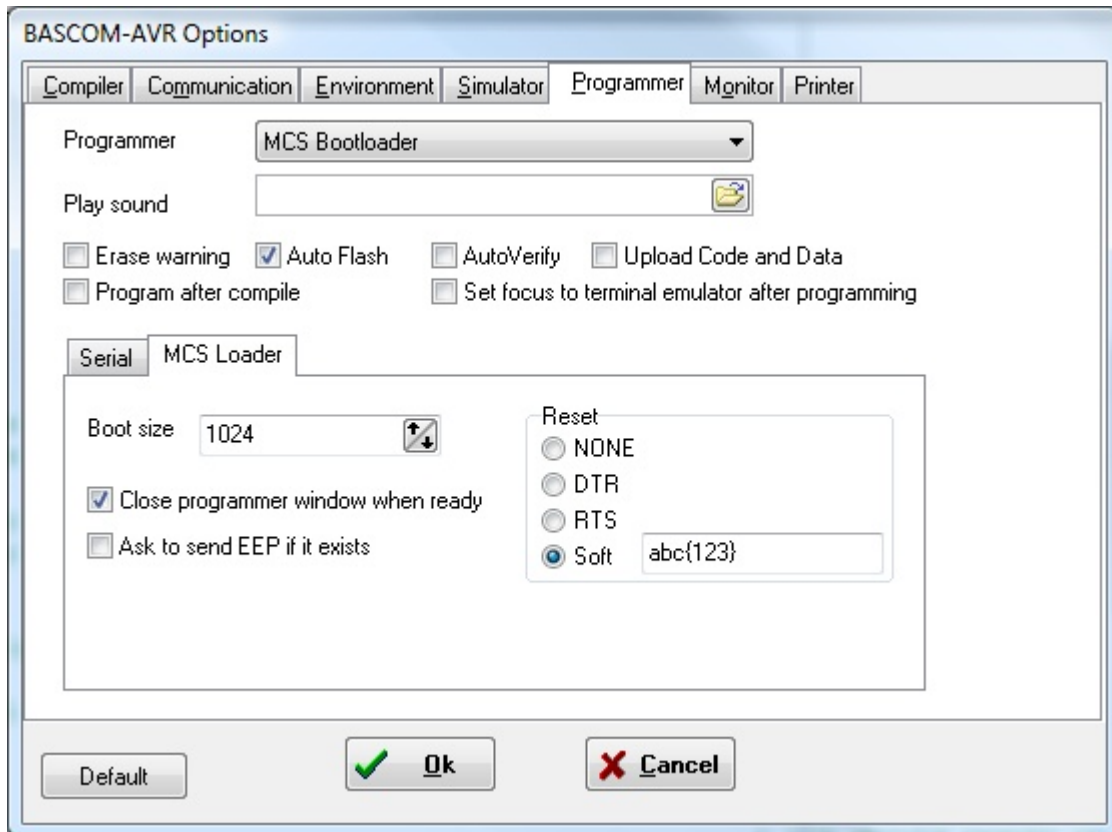 BASCOM-AVR Options
Compiler Communication Environment Simulator Programmer Monitor Printer
Programmer MCS Bootloader
Play sound
Erase warning Auto Flash AutoVerify Upload Code and Data
Program after compile Set focus to terminal emulator after programming
Serial MCS Loader
Boot size 1024
Reset
NONE
DTR
Close programmer window when ready
RTS
Ask to send EEP if it exists
Soft abc{123}
Default Ok Cancel